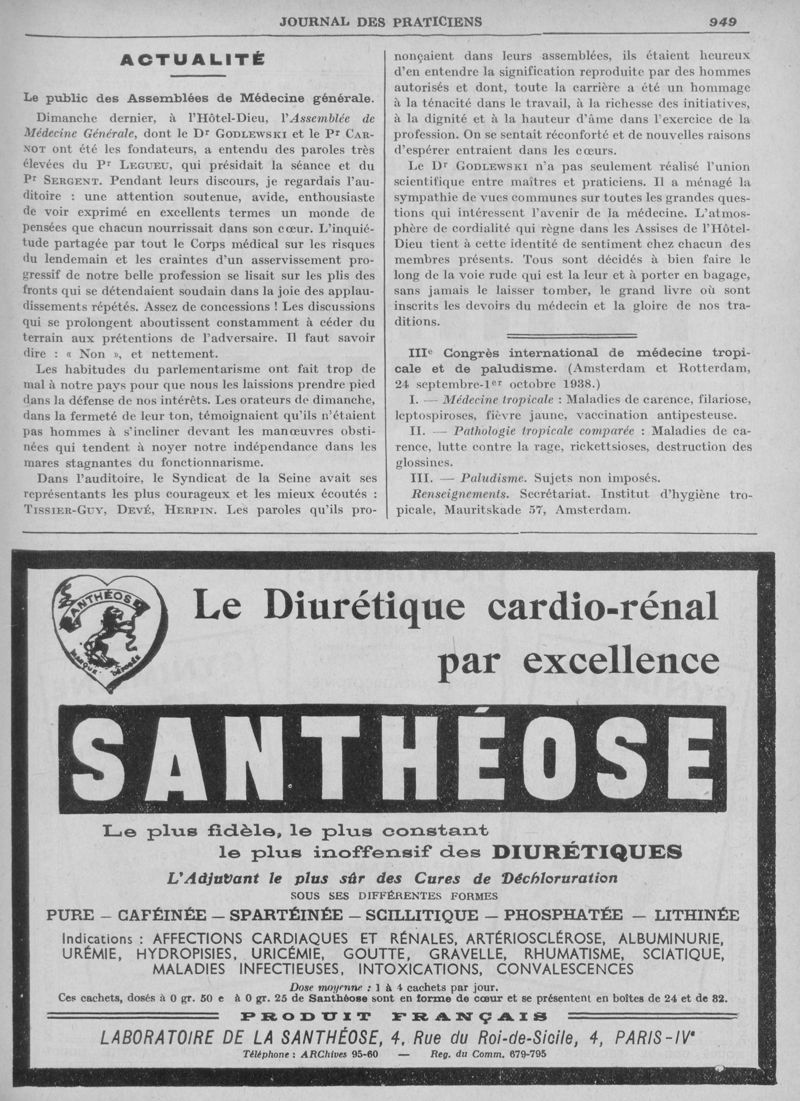 JOURNAL DES PRATICIENS 949
ACTUALITÉ
Le public des Assemblées de Médecine générale.
Dimanche dernier, à l'Hôtel-Dieu, l'Assemblée de
Médecine Générale, dont le Dr GODLEWSKI et le Pr CAR-
NOT ont été les fondateurs, a entendu des paroles très
élevées du Pr LEGUEU, qui présidait la séance et du
Pr SERGENT. Pendant leurs discours, je regardais l'au-
ditoire : une attention soutenue, avide, enthousiaste
de voir exprimé en excellents termes un monde de
pensées que chacun nourrissait dans son cœur. L'inquié-
tude partagée par tout le Corps médical sur les risques
du lendemain et les craintes d'un asservissement pro-
gressif de notre belle profession se lisait sur les plis des
fronts qui se détendaient soudain dans la joie des applau-
dissements répétés. Assez de concessions ! Les discussions
qui se prolongent aboutissent constamment à céder du
terrain aux prétentions de l'adversaire. Il faut savoir
dire : « Non », et nettement.
Les habitudes du parlementarisme ont fait trop de
mal à notre pays pour que nous les laissions prendre pied
dans la défense de nos intérêts. Les orateurs de dimanche,
dans la fermeté de leur ton, témoignaient qu'ils n'étaient
pas hommes à s'incliner devant les manœuvres obsti-
nées qui tendent à noyer notre indépendance dans les
mares stagnantes du fonctionnarisme.
Dans l'auditoire, le Syndicat de la Seine avait ses
représentants les plus courageux et les mieux écoutés :
TISSIER-GUY, DEVÉ, HERPIN. Les paroles qu'ils pro-
nonçaient dans leurs assemblées, ils étaient heureux
d'en entendre la signification reproduite par des hommes
autorisés et dont, toute la carrière a été un hommage
à la ténacité dans le travail, à la richesse des initiatives,
à la dignité et à la hauteur d'âme dans l'exercice de la
profession. On se sentait réconforté et de nouvelles raisons
d'espérer entraient dans les cœurs.
Le Dr GODLEWSKI n'a pas seulement réalisé l'union
scientifique entre maîtres et praticiens. Il a ménagé la
sympathie de vues communes sur toutes les grandes ques-
tions qui intéressent l'avenir de la médecine. L'atmos-
phère de cordialité qui règne dans les Assises de l'Hôtel-
Dieu tient à cette identité de sentiment chez chacun des
membres présents. Tous sont décidés à bien faire le
long de la voie rude qui est la leur et à porter en bagage,
sans jamais le laisser tomber, le grand livre où sont
inscrits les devoirs du médecin et la gloire de nos tra-
ditions.
IIIe Congrès international de médecine tropi-
cale et de paludisme. (Amsterdam et Rotterdam,
24 septembre-1er octobre 1938.)
I. — Médecine tropicale : Maladies de carence, filariose,
leptospiroses, fièvre jaune, vaccination antipesteuse.
II. — Pathologie tropicale comparée : Maladies de ca-
rence, lutte contre la rage, rickettsioses, destruction des
glossines.
III. — Paludisme. Sujets non imposés.
Renseignements. Secrétariat. Institut d'hygiène tro-
picale, Mauritskade 57, Amsterdam.
SANTHÉOSE
MARQUE DÉPOSÉE
Le Diurétique cardio-rénal
par excellence
SANTHÉOSE
Le plus fidèle, le plus constant
le plus inoffensif des DIURÉTIQUES
L'Adjuvant le plus sûr des Cures de Déchloruration
SOUS SES DIFFÉRENTES FORMES
PURE — CAFÉINÉE — SPARTÉINÉE — SCILLITIQUE — PHOSPHATÉE — LITHINÉE
Indications : AFFECTIONS CARDIAQUES ET RÉNALES, ARTÉRIOSCLÉROSE, ALBUMINURIE,
URÉMIE, HYDROPISIES, URICÉMIE, GOUTTE, GRAVELLE, RHUMATISME, SCIATIQUE,
MALADIES INFECTIEUSES, INTOXICATIONS, CONVALESCENCES
Dose moyenne : 1 à 4 cachets par jour.
Ces cachets, dosés à 0 gr. 50 e à 0 gr. 25 de Santhéose sont en forme de cœur et se présentent en boîtes de 24 et de 32.
PRODUIT FRANÇAIS
LABORATOIRE DE LA SANTHÉOSE, 4, Rue du Roi-de-Sicile, 4, PARIS-IVe
Téléphone : ARChives 95-60 — Reg. du Comm. 679-795